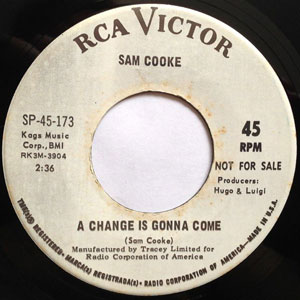 RCA VICTOR
SAM COOKE
SP-45-173
Kags Music
Corp., BMI
RK3M-3904
2:36
45
RPM
NOT FOR SALE
Producers:
Hugo & Luigi
A CHANGE IS GONNA COME
(Sam Cooke)
Manufactured by Tracey Limited for
Radio Corporation of America
TMK(S) ® REGISTERED • MARCA(S) REGISTRADA(S) • RADIO CORPORATION OF AMERICA—MADE IN U.S.A.